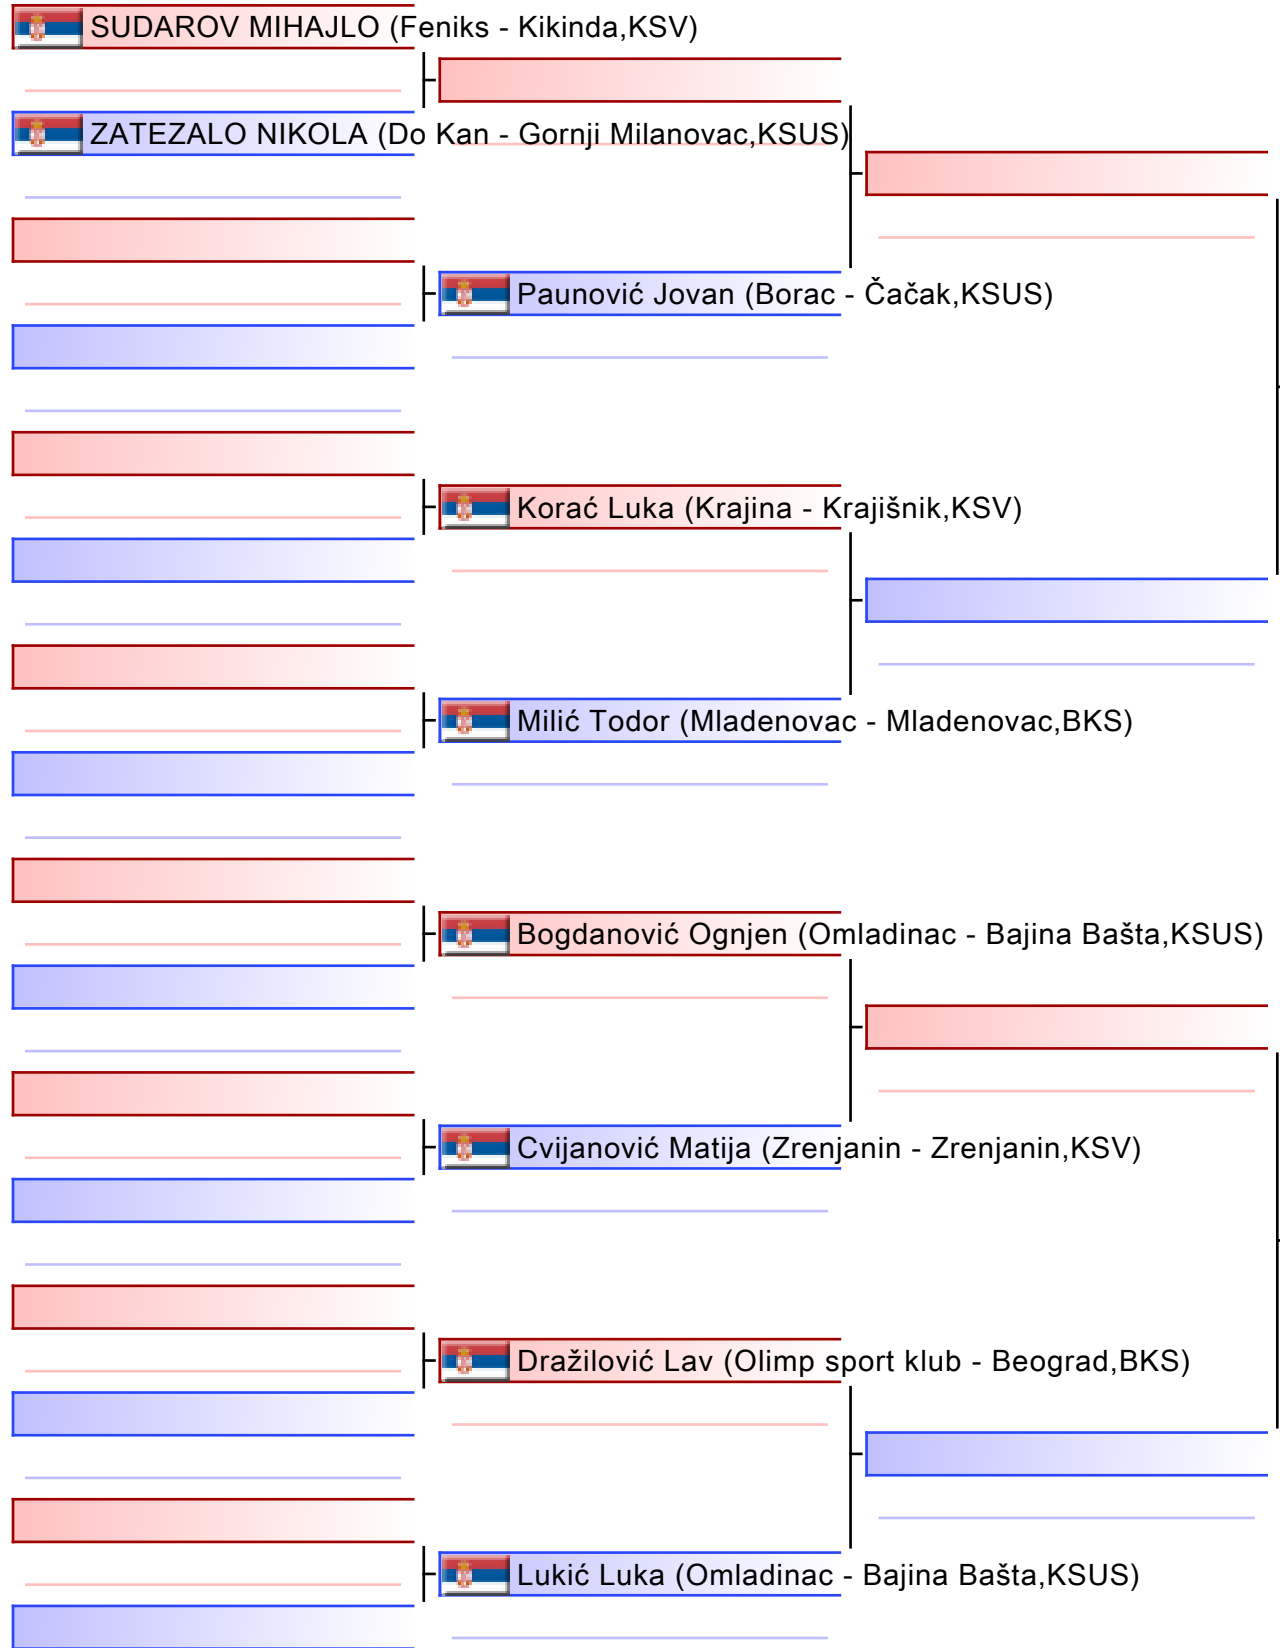 SUDAROV MIHAJLO (Feniks - Kikinda,KSV)
ZATEZALO NIKOLA (Do Kan - Gornji Milanovac,KSUS)
Paunović Jovan (Borac - Čačak,KSUS)
Korać Luka (Krajina - Krajišnik,KSV)
Milić Todor (Mladenovac - Mladenovac,BKS)
Bogdanović Ognjen (Omladinac - Bajina Bašta,KSUS)
Cvijanović Matija (Zrenjanin - Zrenjanin,KSV)
Dražilović Lav (Olimp sport klub - Beograd,BKS)
Lukić Luka (Omladinac - Bajina Bašta,KSUS)